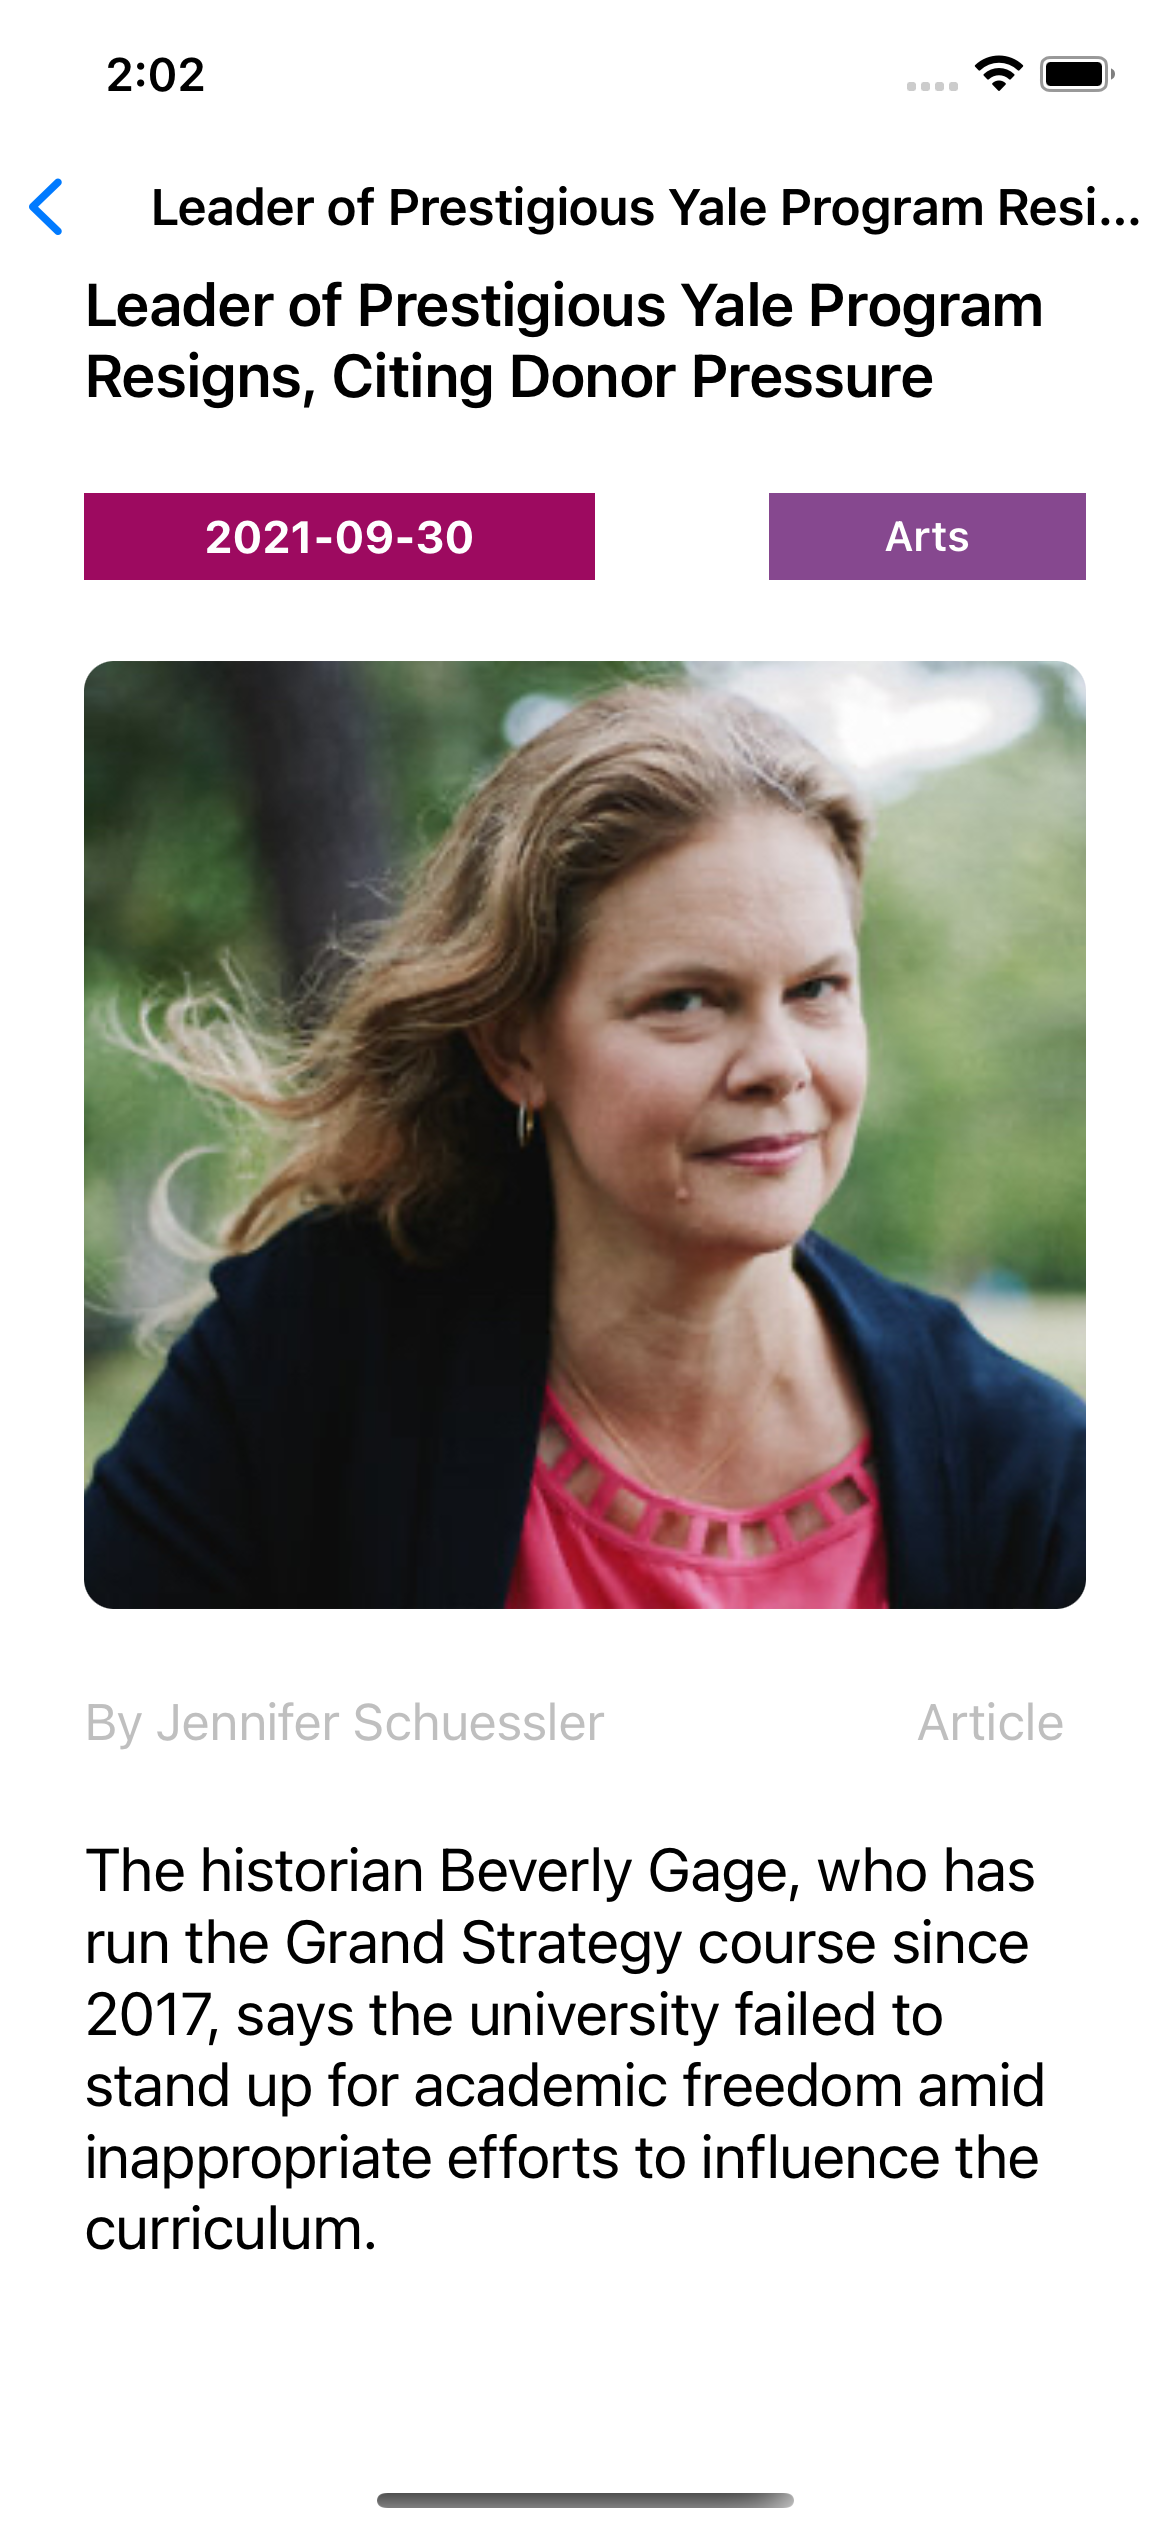 2:02
Leader of Prestigious Yale Program Resi...
Leader of Prestigious Yale Program
Resigns, Citing Donor Pressure
2021-09-30
Arts
By Jennifer Schuessler
Article
The historian Beverly Gage, who has
run the Grand Strategy course since
2017, says the university failed to
stand up for academic freedom amid
inappropriate efforts to influence the
curriculum.